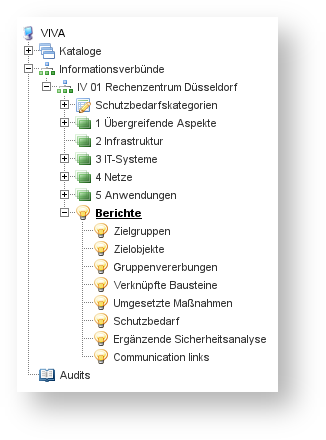 VIVA
Kataloge
Informationsverbünde
IV 01 Rechenzentrum Düsseldorf
Schutzbedarfskategorien
1 Übergreifende Aspekte
2 Infrastruktur
3 IT-Systeme
4 Netze
5 Anwendungen
Berichte
Zielgruppen
Zielobjekte
Gruppenvererbungen
Verknüpfte Bausteine
Umgesetzte Maßnahmen
Schutzbedarf
Ergänzende Sicherheitsanalyse
Communication links
Audits